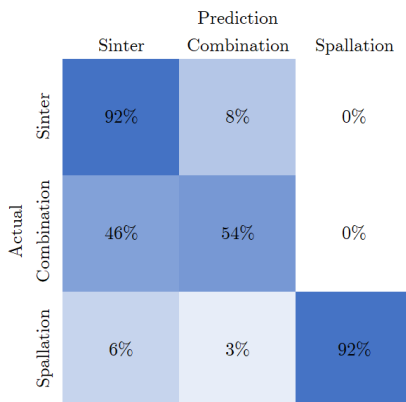 Prediction
Sinter Combination Spallation
Actual
Sinter 92% 8% 0%
Combination 46% 54% 0%
Spallation 6% 3% 92%